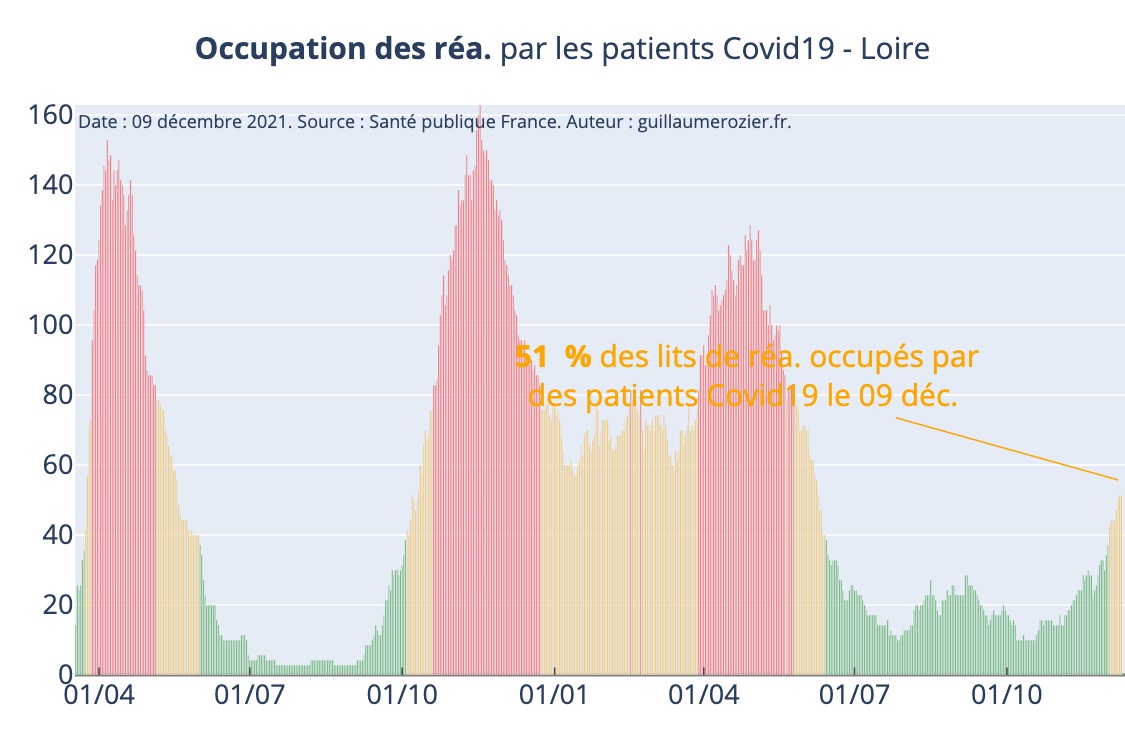 Occupation des réa. par les patients Covid19 - Loire
160
Date : 09 décembre 2021. Source : Santé publique France. Auteur : guillaumerozier.fr.
140
120
100
51 % des lits de réa. occupés par
des patients Covid19 le 09 déc.
80
60
40
20
0
01/04 01/07 01/10 01/01 01/04 01/07 01/10